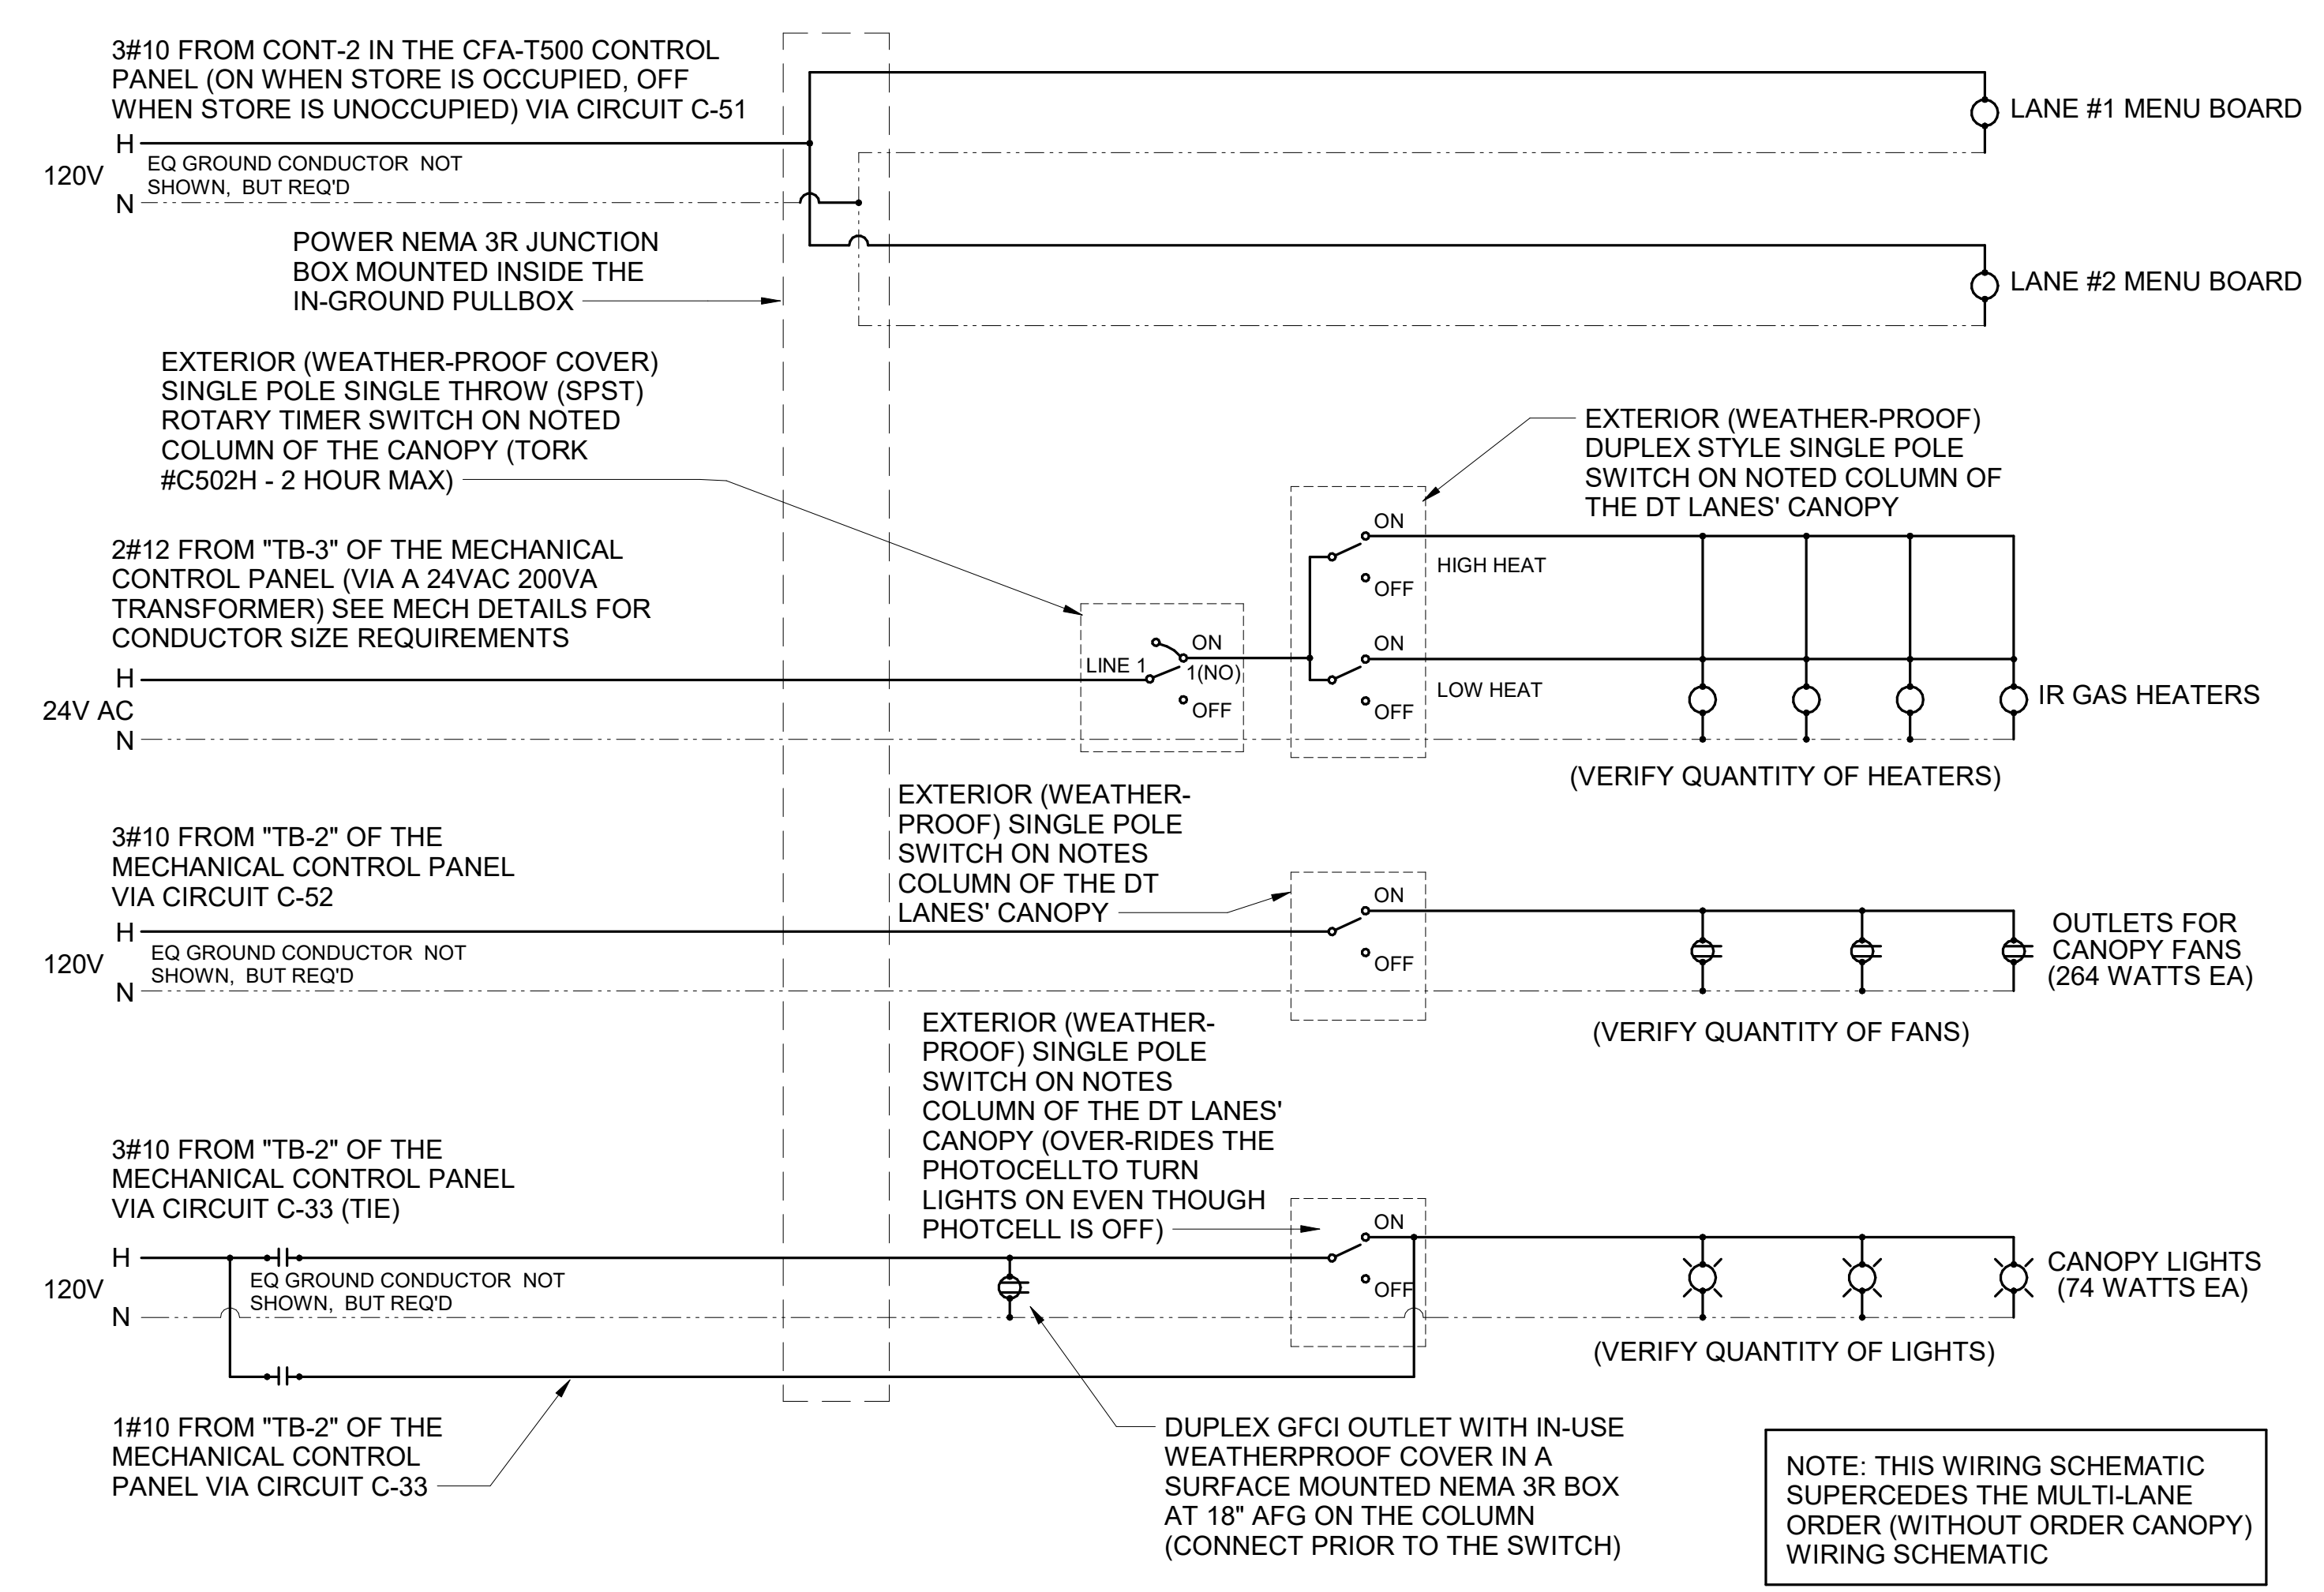 3#10 FROM CONT-2 IN THE CFA-T500 CONTROL
PANEL (ON WHEN STORE IS OCCUPIED, OFF
WHEN STORE IS UNOCCUPIED) VIA CIRCUIT C-51
H
120V
N
EQ GROUND CONDUCTOR  NOT
SHOWN,  BUT REQ'D
LANE #1 MENU BOARD
LANE #2 MENU BOARD
POWER NEMA 3R JUNCTION
BOX MOUNTED INSIDE THE
IN-GROUND PULLBOX
EXTERIOR (WEATHER-PROOF COVER)
SINGLE POLE SINGLE THROW (SPST)
ROTARY TIMER SWITCH ON NOTED
COLUMN OF THE CANOPY (TORK
#C502H - 2 HOUR MAX)
EXTERIOR (WEATHER-PROOF)
DUPLEX STYLE SINGLE POLE
SWITCH ON NOTED COLUMN OF
THE DT LANES' CANOPY
2#12 FROM "TB-3" OF THE MECHANICAL
CONTROL PANEL (VIA A 24VAC 200VA
TRANSFORMER) SEE MECH DETAILS FOR
CONDUCTOR SIZE REQUIREMENTS
H
24V AC
N
LINE 1
ON
1(NO)
OFF
ON
HIGH HEAT
OFF
ON
LOW HEAT
OFF
IR GAS HEATERS
(VERIFY QUANTITY OF HEATERS)
EXTERIOR (WEATHER-
PROOF) SINGLE POLE
SWITCH ON NOTES
COLUMN OF THE DT
LANES' CANOPY
3#10 FROM "TB-2" OF THE
MECHANICAL CONTROL PANEL
VIA CIRCUIT C-52
H
120V
N
EQ GROUND CONDUCTOR  NOT
SHOWN,  BUT REQ'D
ON
OFF
OUTLETS FOR
CANOPY FANS
(264 WATTS EA)
(VERIFY QUANTITY OF FANS)
EXTERIOR (WEATHER-
PROOF) SINGLE POLE
SWITCH ON NOTES
COLUMN OF THE DT LANES'
CANOPY (OVER-RIDES THE
PHOTOCELLTO TURN
LIGHTS ON EVEN THOUGH
PHOTCELL IS OFF)
3#10 FROM "TB-2" OF THE
MECHANICAL CONTROL PANEL
VIA CIRCUIT C-33 (TIE)
H
120V
N
EQ GROUND CONDUCTOR  NOT
SHOWN,  BUT REQ'D
ON
OFF
CANOPY LIGHTS
(74 WATTS EA)
(VERIFY QUANTITY OF LIGHTS)
1#10 FROM "TB-2" OF THE
MECHANICAL CONTROL
PANEL VIA CIRCUIT C-33
DUPLEX GFCI OUTLET WITH IN-USE
WEATHERPROOF COVER IN A
SURFACE MOUNTED NEMA 3R BOX
AT 18" AFG ON THE COLUMN
(CONNECT PRIOR TO THE SWITCH)
NOTE: THIS WIRING SCHEMATIC
SUPERCEDES THE MULTI-LANE
ORDER (WITHOUT ORDER CANOPY)
WIRING SCHEMATIC